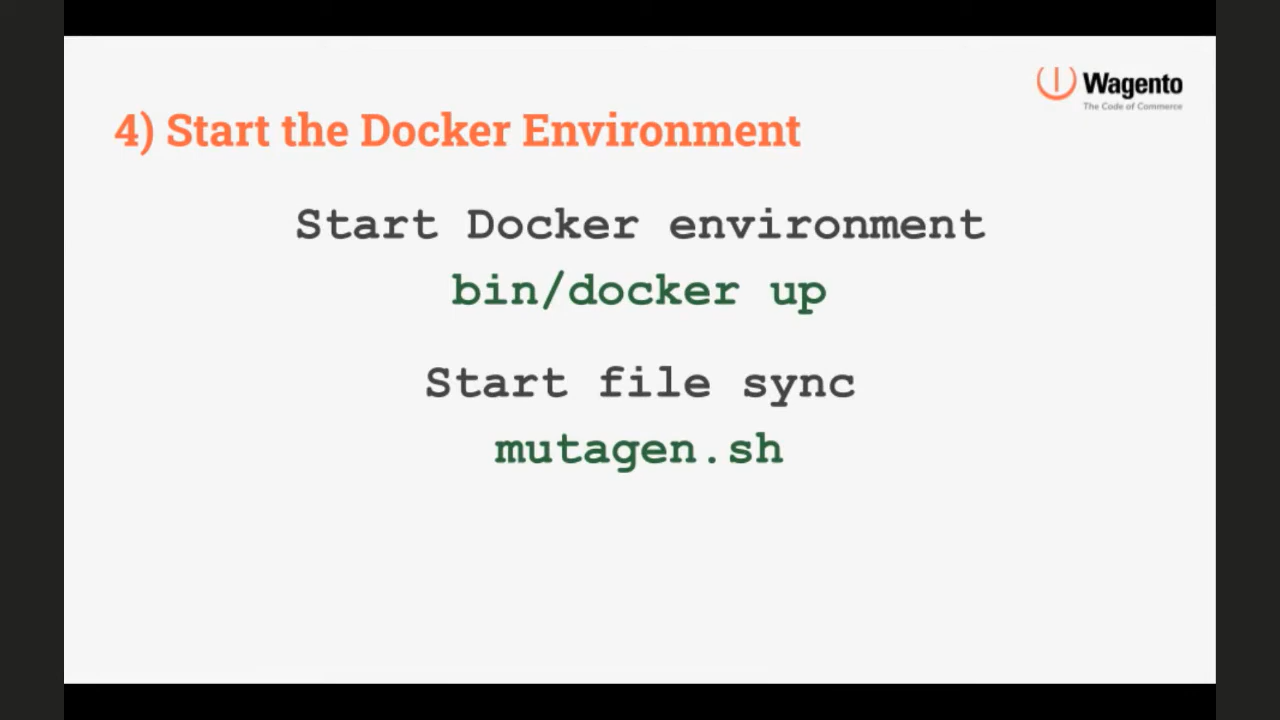 Wagento
The Code of Commerce
4) Start the Docker Environment
Start Docker environment
bin/docker up
Start file sync
mutagen.sh